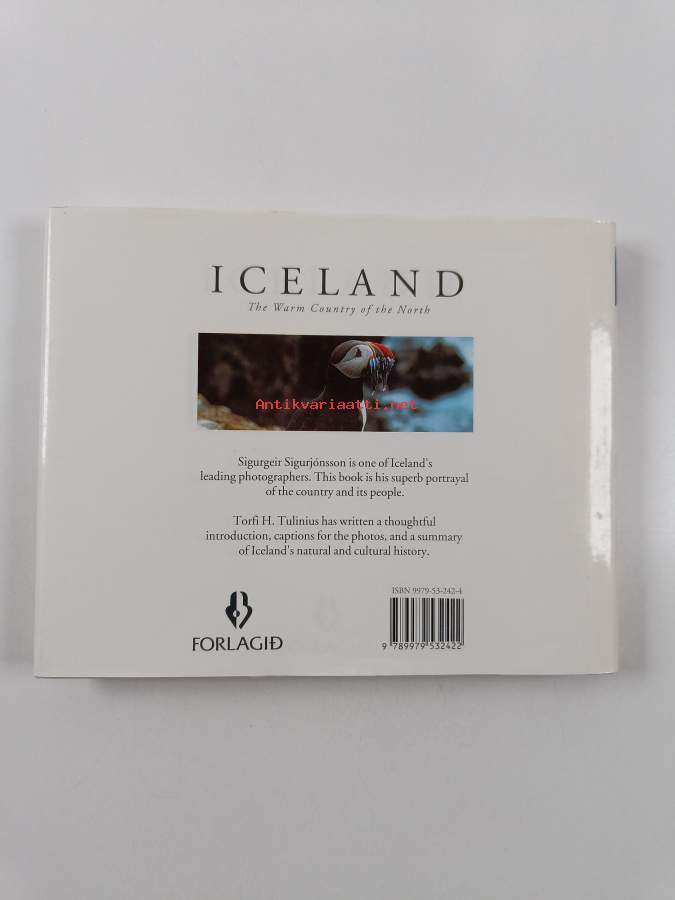 ICELAND
The Warm Country of the North
Antikvariaatti.net
Sigurgeir Sigurjónsson is one of Iceland's
leading photographers. This book is his superb portrayal
of the country and its people.
Torfi H. Tulinius has written a thoughtful
introduction, captions for the photos, and a summary
of Iceland's natural and cultural history.
FORLAGIÐ
ISBN 9979-53-242-4
9 789979 532422